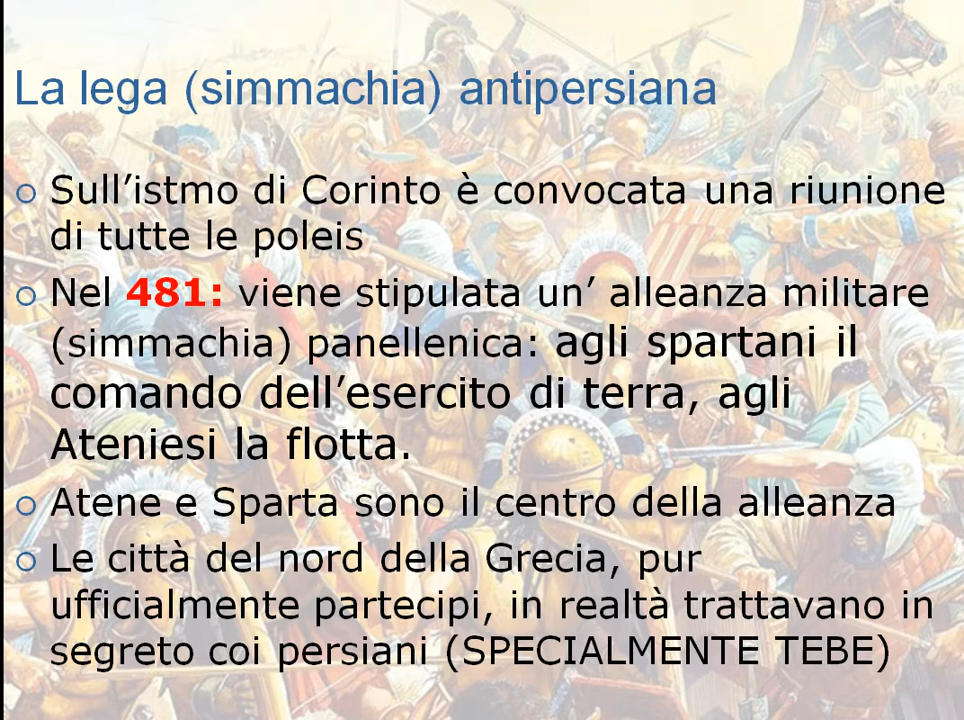 La lega (simmachia) antipersiana
Sull’istmo di Corinto è convocata una riunione
di tutte le poleis
Nel 481: viene stipulata un’ alleanza militare
(simmachia) panellenica: agli spartani il
comando dell’esercito di terra, agli
Ateniesi la flotta.
Atene e Sparta sono il centro della alleanza
Le città del nord della Grecia, pur
ufficialmente partecipi, in realtà trattavano in
segreto coi persiani (SPECIALMENTE TEBE)